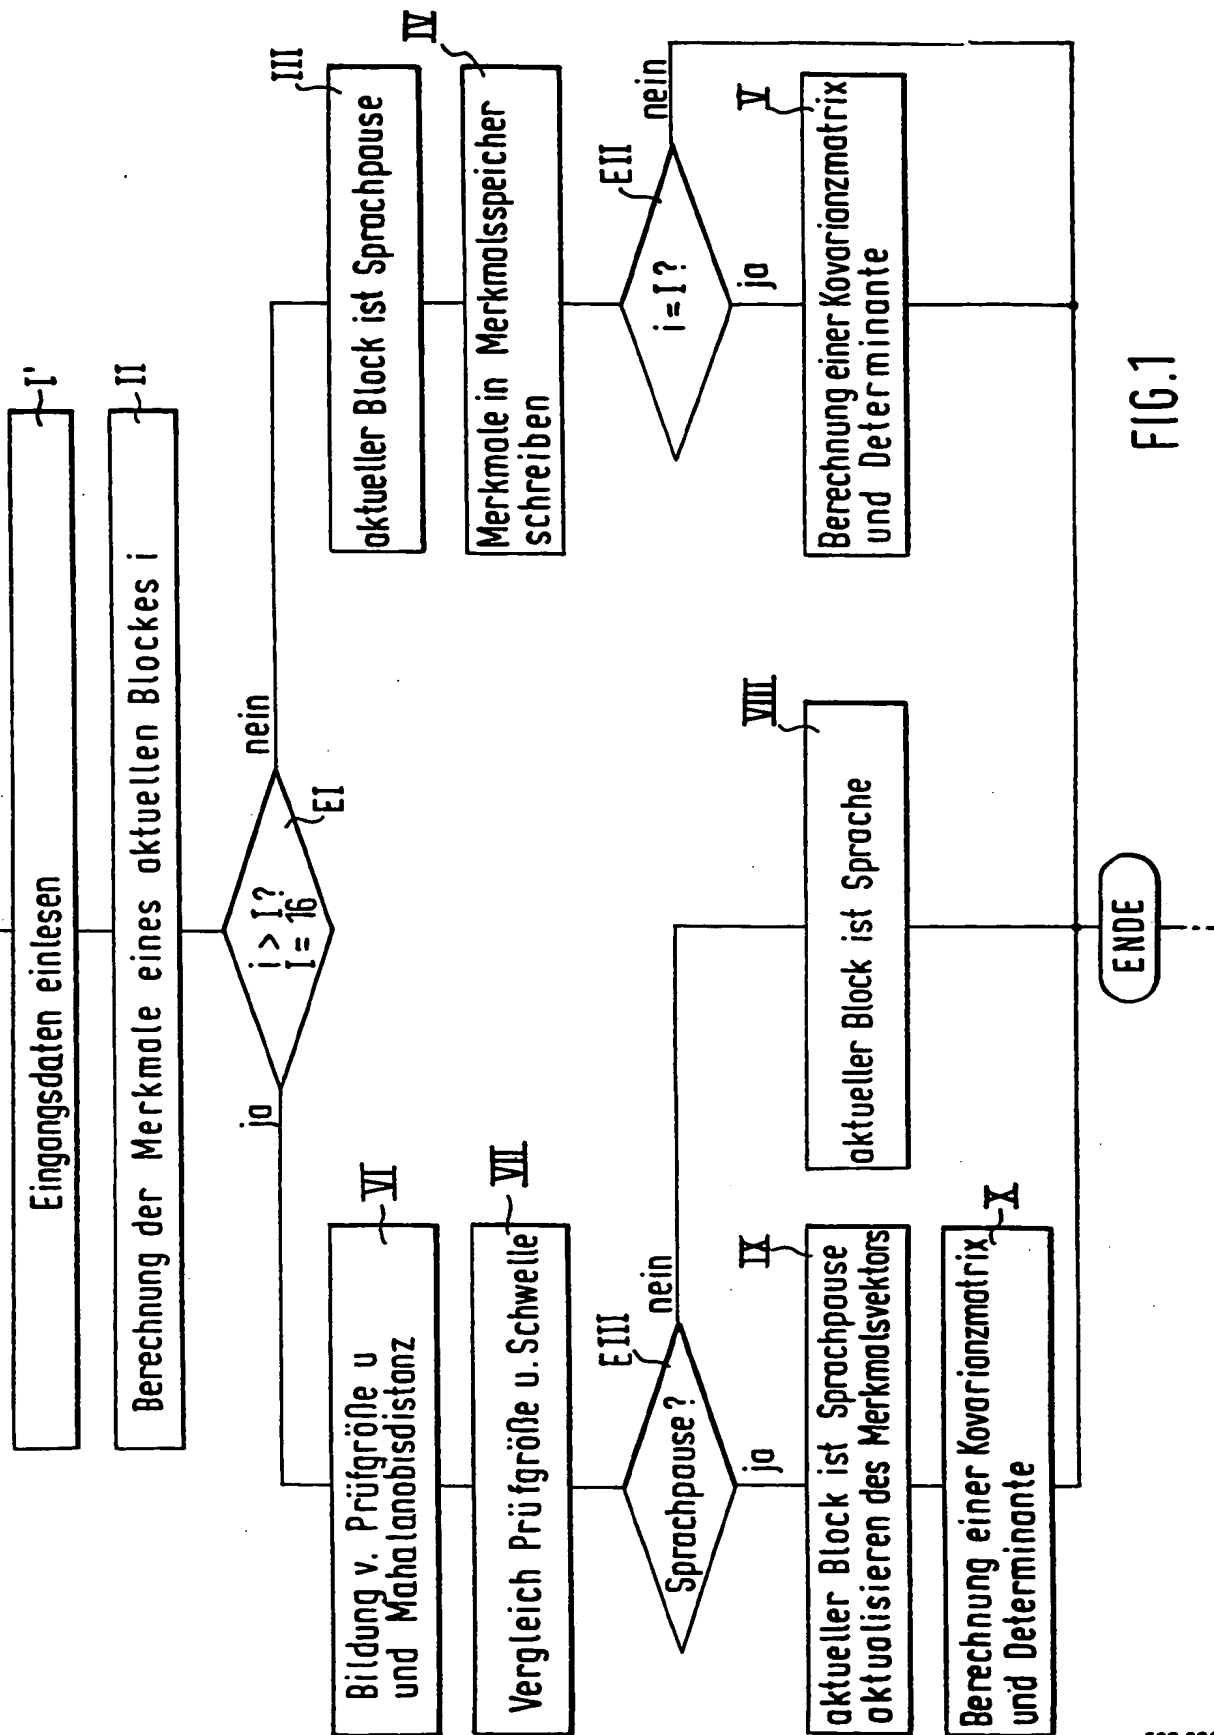 Eingangsdaten einlesen
I'
Berechnung der Merkmale eines aktuellen Blockes i
II
ja
i > I ?
I = 16
nein
EI
Bildung v. Prüfgröße u
und Mahalanobisdistanz
VI
aktueller Block ist Sprachpause
III
Vergleich Prüfgröße u. Schwelle
VII
Merkmale in Merkmalsspeicher
schreiben
IV
Sprachpause?
EIII
nein
ja
i = I ?
EII
nein
ja
aktueller Block ist Sprachpause
aktualisieren des Merkmalsvektors
IX
aktueller Block ist Sprache
VIII
Berechnung einer Kovarianzmatrix
und Determinante
V
Berechnung einer Kovarianzmatrix
und Determinante
X
ENDE
FIG.1